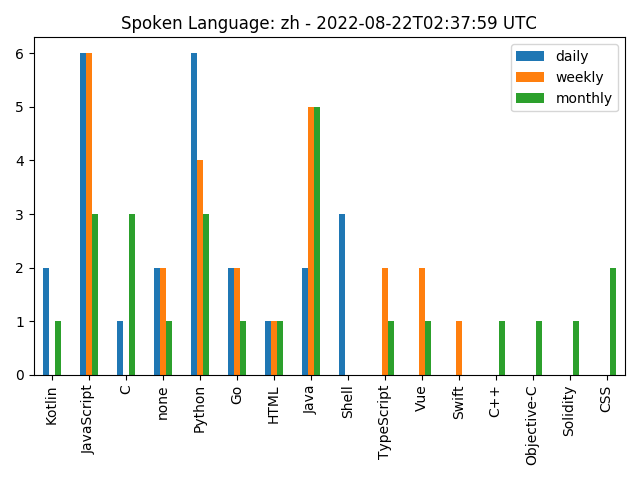 Spoken Language: zh - 2022-08-22T02:37:59 UTC
daily
weekly
monthly
6
5
4
3
2
1
0
Kotlin
JavaScript
C
none
Python
Go
HTML
Java
Shell
TypeScript
Vue
Swift
C++
Objective-C
Solidity
CSS